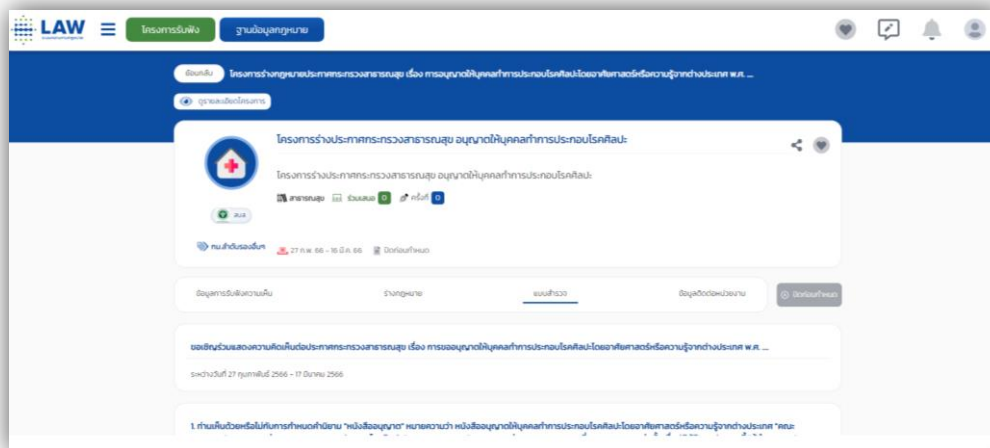 LAW
โครงการรับฟัง
ฐานข้อมูลกฎหมาย
ย้อนกลับ
โครงการร่างกฎหมายประกาศกระทรวงสาธารณสุข เรื่อง การอนุญาตให้บุคคลทำการประกอบโรคศิลปะโดยอาศัยศาสตร์หรือความรู้จากต่างประเทศ พ.ศ. ...
ดูรายละเอียดโครงการ
โครงการร่างประกาศกระทรวงสาธารณสุข อนุญาตให้บุคคลทำการประกอบโรคศิลปะ
โครงการร่างประกาศกระทรวงสาธารณสุข อนุญาตให้บุคคลทำการประกอบโรคศิลปะ
สาธารณสุข ร่วมเสนอ 0 ครั้งที่ 0
สบส
กม.ลำดับรองอื่นๆ
27 ก.พ. 66 - 16 มี.ค. 66 ปิดก่อนกำหนด
ข้อมูลการรับฟังความเห็น
ร่างกฎหมาย
แบบสำรวจ
ข้อมูลติดต่อหน่วยงาน
ปิดก่อนกำหนด
ขอเชิญร่วมแสดงความคิดเห็นต่อประกาศกระทรวงสาธารณสุข เรื่อง การขออนุญาตให้บุคคลทำการประกอบโรคศิลปะโดยอาศัยศาสตร์หรือความรู้จากต่างประเทศ พ.ศ. ...
ระหว่างวันที่ 27 กุมภาพันธ์ 2566 - 17 มีนาคม 2566
1. ท่านเห็นด้วยหรือไม่กับการกำหนดคำนิยาม "หนังสืออนุญาต" หมายความว่า หนังสืออนุญาตให้บุคคลทำการประกอบโรคศิลปะโดยอาศัยศาสตร์หรือความรู้จากต่างประเทศ "คณะ